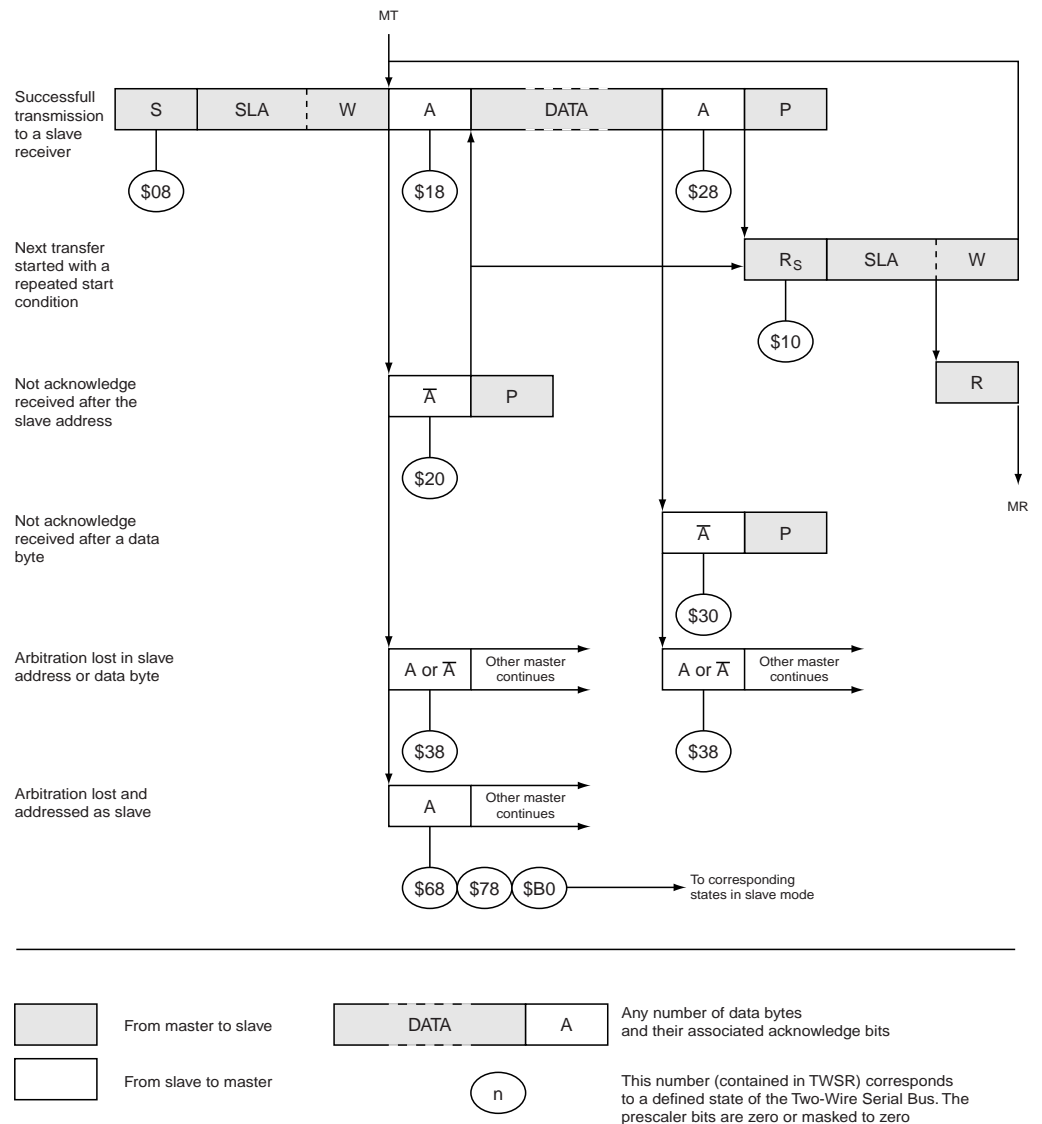 MT
Successfull
transmission
to a slave
receiver
S SLA W A DATA A P
$08 $18 $28
Next transfer
started with a
repeated start
condition
RS SLA W
$10
Not acknowledge
received after the
slave address
A̅ P
R
$20
MR
Not acknowledge
received after a data
byte
A̅ P
$30
Arbitration lost in slave
address or data byte
A or A̅ Other master
continues
A or A̅ Other master
continues
$38 $38
Arbitration lost and
addressed as slave
A Other master
continues
$68 $78 $B0 To corresponding
states in slave mode
From master to slave
DATA A Any number of data bytes
and their associated acknowledge bits
From slave to master
n This number (contained in TWSR) corresponds
to a defined state of the Two-Wire Serial Bus. The
prescaler bits are zero or masked to zero